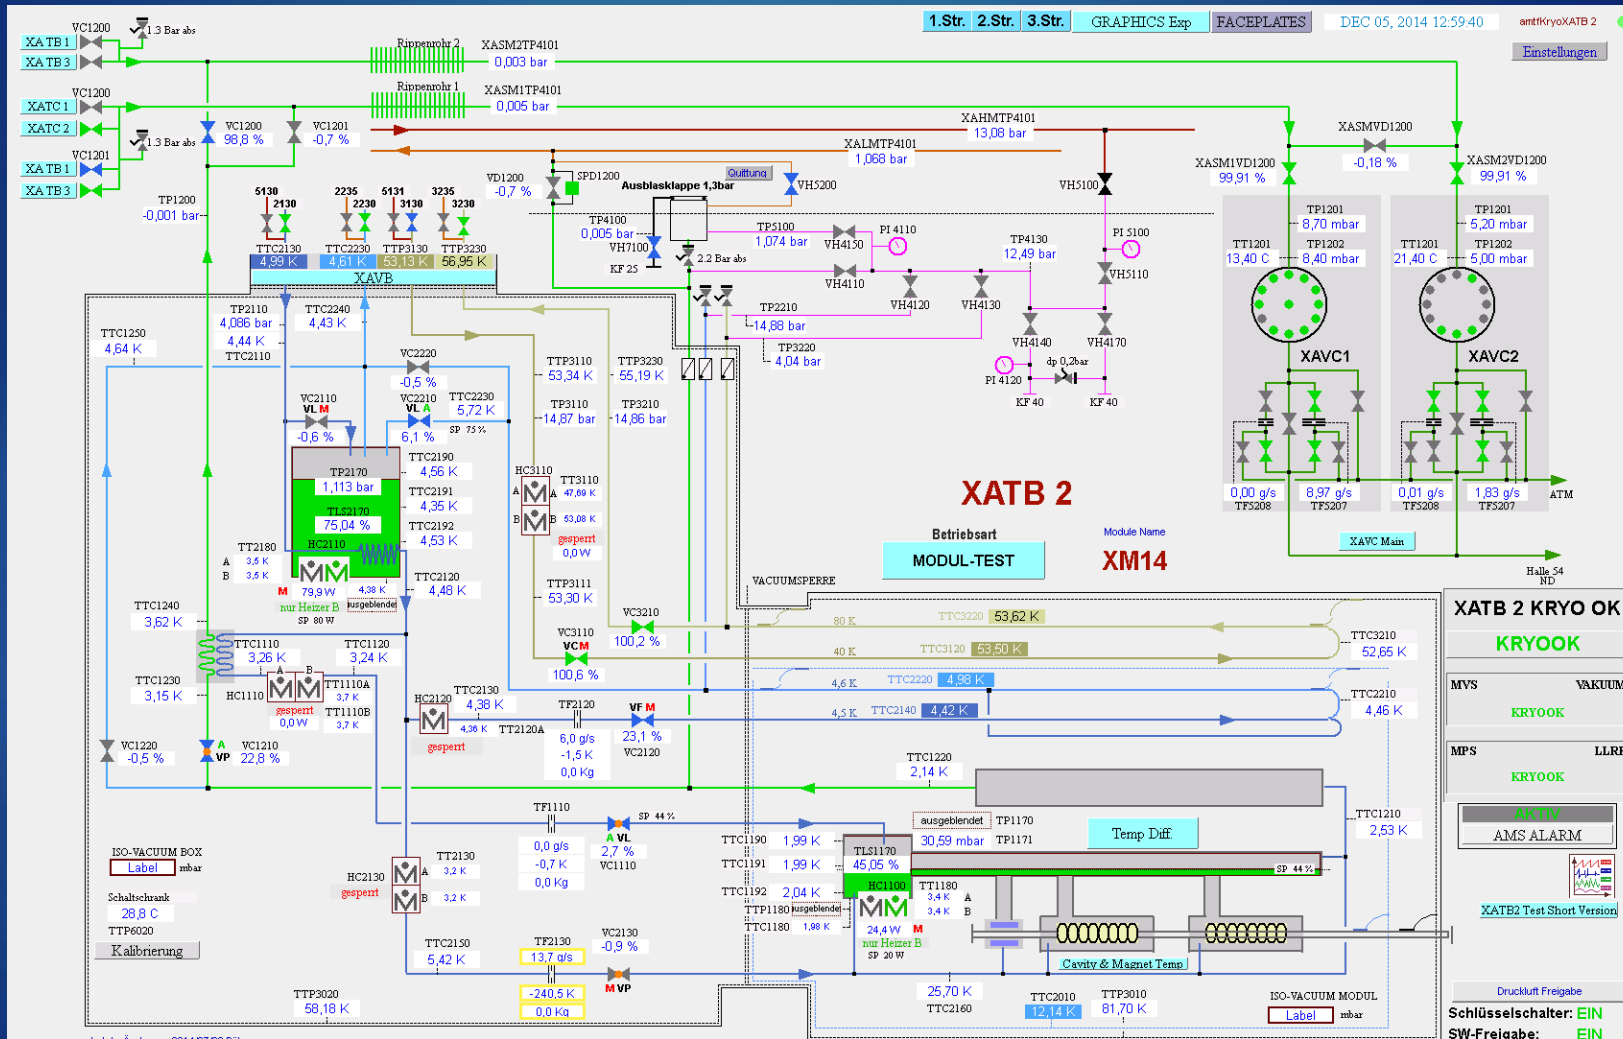 1.Str. 2.Str. 3.Str. GRAPHICS Exp FACEPLATES DEC 05, 2014 12:59:40 amtfKryoXATB 2
Einstellungen
VC1200
XATB 1
XATB 3
1.3 Bar abs
Rippenrohr 2
XASM2TP4101
0,003 bar
VC1200
XATC 1
XATC 2
Rippenrohr 1
XASM1TP4101
0,005 bar
VC1201
XATB 1
XATB 3
1.3 Bar abs
VC1200
98,8 %
VC1201
-0,7 %
XAHMTP4101
13,08 bar
XALMTP4101
1,068 bar
XASMVD1200
-0,18 %
XASM1VD1200
99,91 %
XASM2VD1200
99,91 %
TP1200
-0,001 bar
5130
2130
2235
2230
5131
3130
3235
3230
TTC2130
4,99 K
TTC2230
4,61 K
TTP3130
53,13 K
TTP3230
56,95 K
XAVB
VD1200
-0,7 %
SPD1200
Ausblasklappe 1,3bar
Quittung
VH5200
TP4100
0,005 bar
VH7100
KF 25
2.2 Bar abs
TP5100
1,074 bar
VH4150
PI 4110
VH4110
VH4120
VH4130
TP4130
12,49 bar
VH5100
PI 5100
VH5110
TP2210
14,88 bar
TP3220
4,04 bar
VH4140
VH4170
PI 4120
dp 0,2bar
KF 40
KF 40
TP1201
8,70 mbar
TT1201
13,40 C
TP1202
8,40 mbar
XAVC1
TP1201
5,20 mbar
TT1201
21,40 C
TP1202
5,00 mbar
XAVC2
0,00 g/s
TFS208
8,97 g/s
TFS207
0,01 g/s
TFS208
1,83 g/s
TFS207
ATM
XAVC Main
Halle 54
ND
TTC1250
4,64 K
TP2110
4,086 bar
4,44 K
TTC2110
TTC2240
4,43 K
VC2220
-0,5 %
VC2110
VL M
-0,6 %
VC2210
VL A
6,1 %
TTC2230
5,72 K
SP 75 %
TTP3110
53,34 K
TTP3230
55,19 K
TP3110
14,87 bar
TP3210
14,86 bar
TP2170
1,113 bar
TLS2170
75,04 %
HC2110
TTC2190
4,56 K
TTC2191
4,35 K
TTC2192
4,53 K
TT2180
A 3,5 K
B 3,5 K
M 79,9 W
nur Heizer B
SP 80 W
4,38 K
ausgeblendet
TTC2120
4,48 K
HC3110
A A
B B
TT3110
47,69 K
53,08 K
gesperrt
0,0 W
TTP3111
53,30 K
XATB 2
Betriebsart
MODUL-TEST
Module Name
XM14
VACUUMSPERRE
VC3210
100,2 %
VC3110
VC M
100,6 %
80 K
TTC3220 53,62 K
40 K
TTC3120 53,50 K
TTC3210
52,65 K
4,6 K
TTC2220 4,98 K
4,5 K
TTC2140 4,42 K
TTC2210
4,46 K
TTC1240
3,62 K
TTC1230
3,15 K
TTC1110
3,26 K
TTC1120
3,24 K
A B
HC1110
gesperrt
0,0 W
TT1110A
3,7 K
TT1110B
3,7 K
VC1220
-0,5 %
A
VP
VC1210
22,8 %
HC2120
gesperrt
TTC2130
4,38 K
4,36 K
TT2120A
TF2120
6,0 g/s
-1,5 K
0,0 Kg
VF M
23,1 %
VC2120
TTC1220
2,14 K
TTC1210
2,53 K
TF1110
0,0 g/s
-0,7 K
0,0 Kg
SP 44 %
A VL
2,7 %
VC1110
ausgeblendet TP1170
30,59 mbar TP1171
Temp Diff.
TTC1190 1,99 K
TTC1191 1,99 K
TTC1192 2,04 K
TTP1180 ausgeblendet
TTC1180 1,98 K
TLS1170
45,05 %
HC1100
TT1180
3,4 K A
3,4 K B
24,4 W M
nur Heizer B
SP 20 W
SP 44 %
Cavity & Magnet Temp
ISO-VACUUM BOX
Label mbar
Schaltschrank
28,8 C
TTP6020
Kalibrierung
HC2130
gesperrt
A
B
TT2130
3,2 K
3,2 K
TTC2150
5,42 K
TF2130
13,7 g/s
-240,5 K
0,0 Kg
VC2130
-0,9 %
M VP
TTP3020
58,18 K
25,70 K
TTC2160
TTC2010
12,14 K
TTP3010
81,70 K
ISO-VACUUM MODUL
Label mbar
XATB 2 KRYO OK
KRYOOK
MVS VAKUUM
KRYOOK
MPS LLRF
KRYOOK
AKTIV
AMS ALARM
XATB2 Test Short Version
Druckluft Freigabe
Schlüsselschalter: EIN
SW-Freigabe: EIN